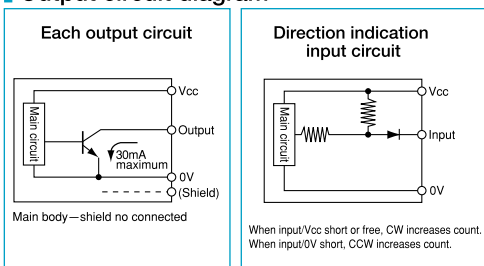 Output circuit diagram
Each output circuit
Vcc
Main circuit
Output
30mA
maximum
0V
(Shield)
Main body—shield no connected
Direction indication
input circuit
Vcc
Main circuit
Input
0V
When input/Vcc short or free, CW increases count.
When input/0V short, CCW increases count.